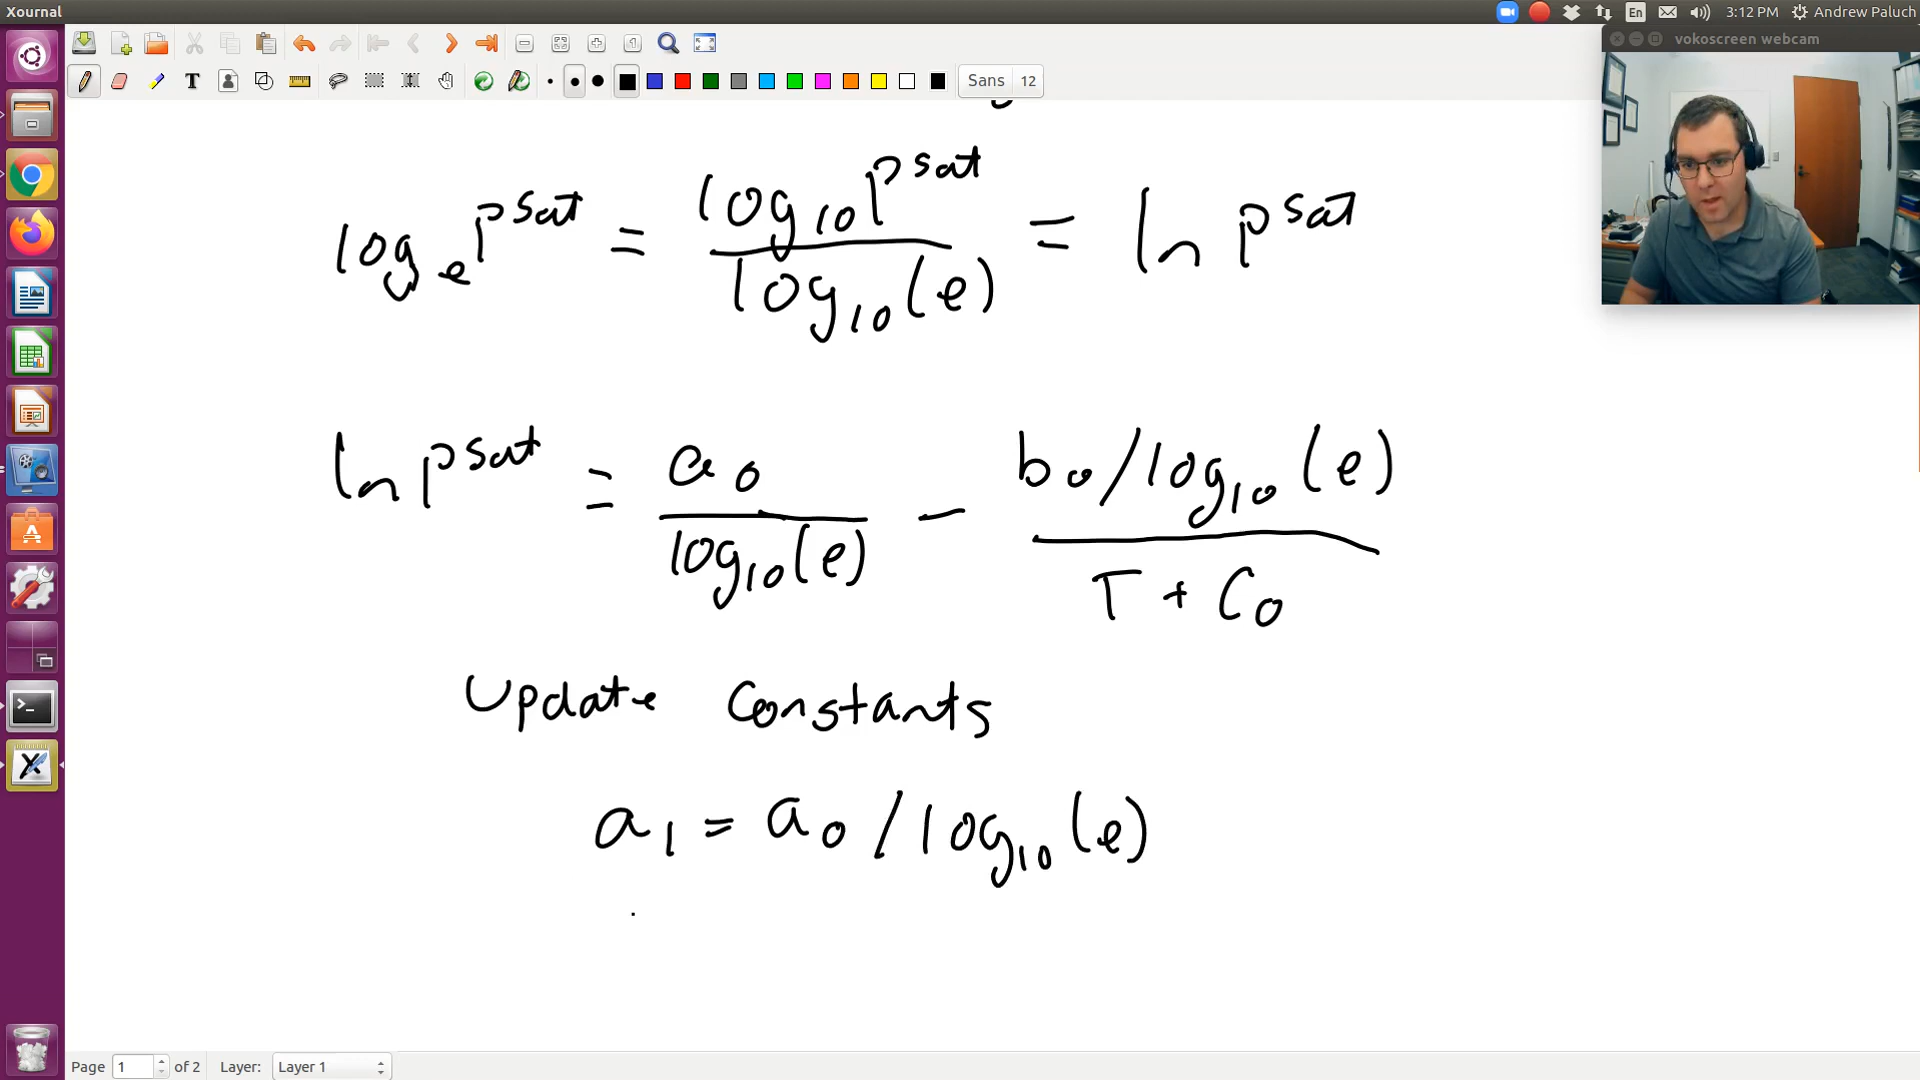 Xournal
En
3:12 PM
Andrew Paluch
vokoscreen webcam
Sans 12
log_e P^sat = log_10 P^sat / log_10 (e) = ln P^sat
ln P^sat = a_0 / log_10 (e) - b_0/log_10 (e) / T + C_0
Update Constants
a_1 = a_0 / log_10 (e)
Page 1 of 2 Layer: Layer 1